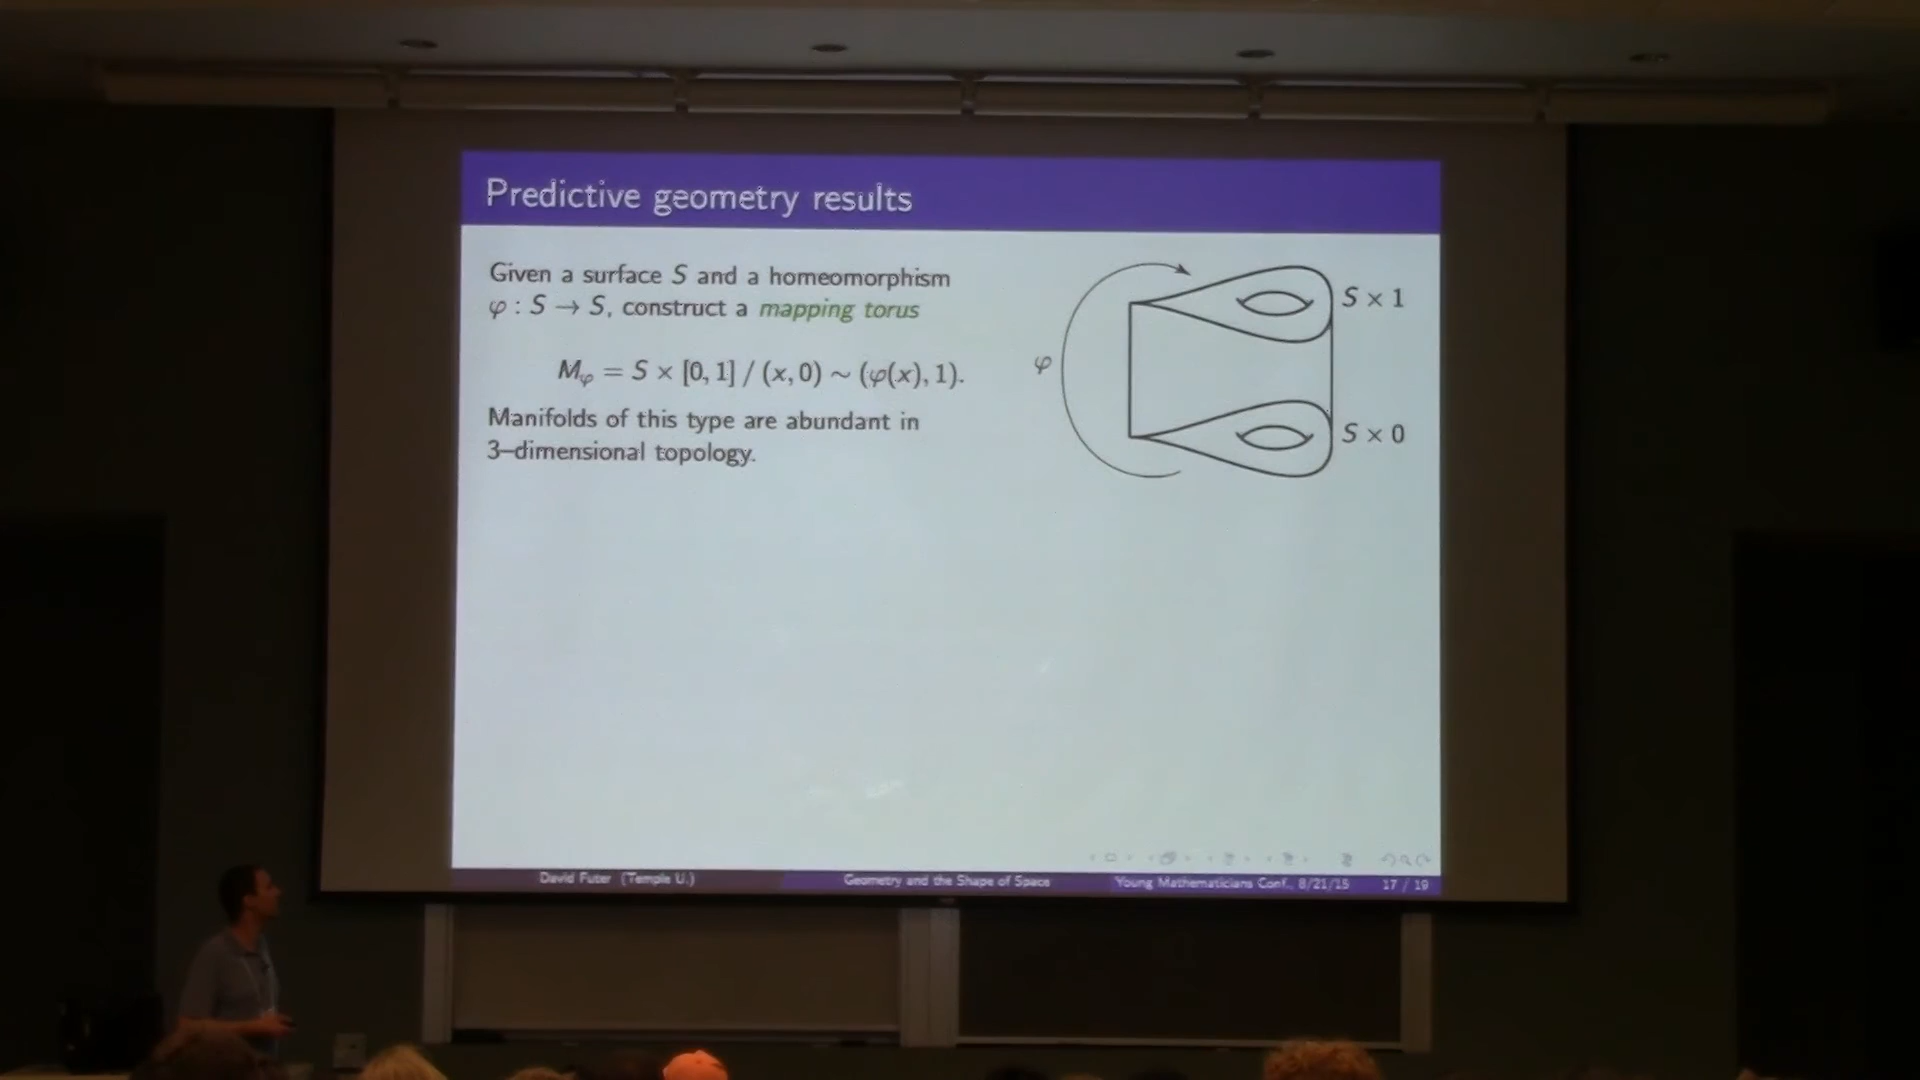 Predictive geometry results
Given a surface S and a homeomorphism
φ : S → S, construct a mapping torus
M_φ = S × [0, 1] / (x, 0) ∼ (φ(x), 1).
Manifolds of this type are abundant in
3–dimensional topology.
φ
S × 1
S × 0
David Futer (Temple U.)
Geometry and the Shape of Space
Young Mathematicians Conf., 8/21/15
17 / 19